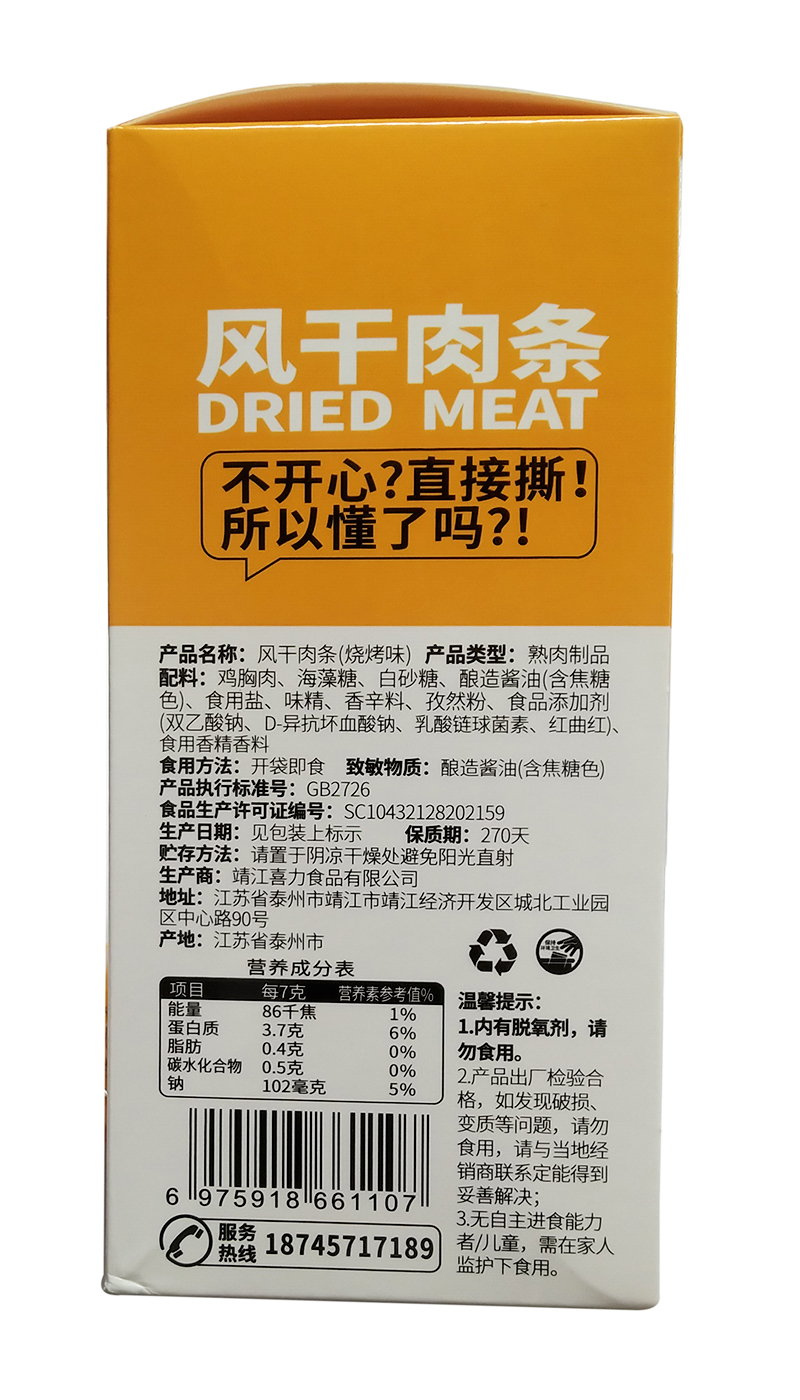 风干肉条
DRIED MEAT
不开心?直接撕!
所以懂了吗?!
产品名称：风干肉条(烧烤味) 产品类型：熟肉制品
配料：鸡胸肉、海藻糖、白砂糖、酿造酱油(含焦糖
色)、食用盐、味精、香辛料、孜然粉、食品添加剂
(双乙酸钠、D-异抗坏血酸钠、乳酸链球菌素、红曲红)、
食用香精香料
食用方法：开袋即食 致敏物质：酿造酱油(含焦糖色)
产品执行标准号：GB2726
食品生产许可证编号：SC10432128202159
生产日期：见包装上标示 保质期：270天
贮存方法：请置于阴凉干燥处避免阳光直射
生产商：靖江喜力食品有限公司
地址：江苏省泰州市靖江市靖江经济开发区城北工业园
区中心路90号
产地：江苏省泰州市
保持
环境卫生
营养成分表
项目 每7克 营养素参考值%
能量 86千焦 1%
蛋白质 3.7克 6%
脂肪 0.4克 0%
碳水化合物 0.5克 0%
钠 102毫克 5%
6 975918 661107
服务
热线 18745717189
温馨提示：
1.内有脱氧剂，请
勿食用。
2.产品出厂检验合
格，如发现破损、
变质等问题，请勿
食用，请与当地经
销商联系定能得到
妥善解决；
3.无自主进食能力
者/儿童，需在家人
监护下食用。